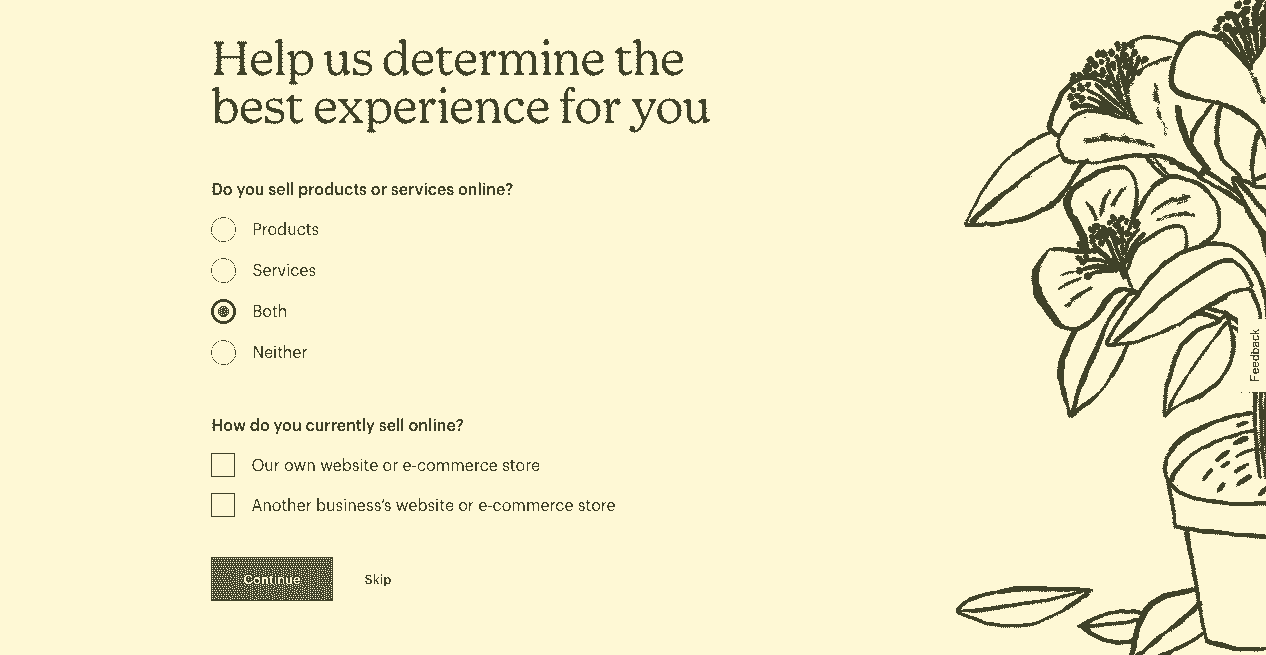 Help us determine the
best experience for you
Do you sell products or services online?
Products
Services
Both
Neither
How do you currently sell online?
Our own website or e-commerce store
Another business's website or e-commerce store
Continue
Skip
Feedback